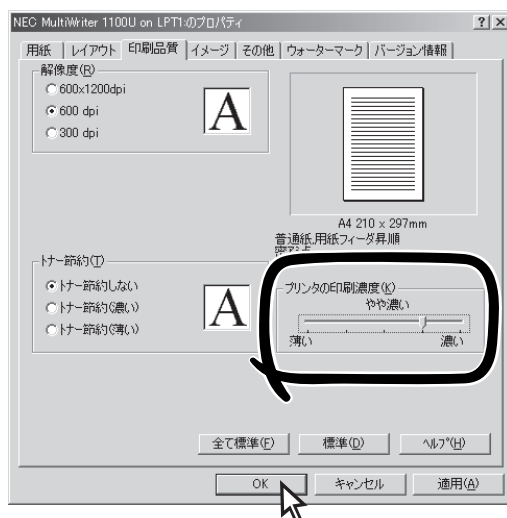 NEC MultiWriter 1100U on LPT1:のプロパティ
用紙 レイアウト 印刷品質 イメージ その他 ウォーターマーク バージョン情報
解像度(R)
600x1200dpi
600 dpi
300 dpi
A
A4 210 x 297mm
普通紙,用紙フィーダ昇順
トナー節約(T)
トナー節約しない
トナー節約(濃い)
トナー節約(薄い)
A
プリンタの印刷濃度(K)
やや濃い
薄い 濃い
全て標準(F) 標準(D) ヘルプ(H)
OK キャンセル 適用(A)